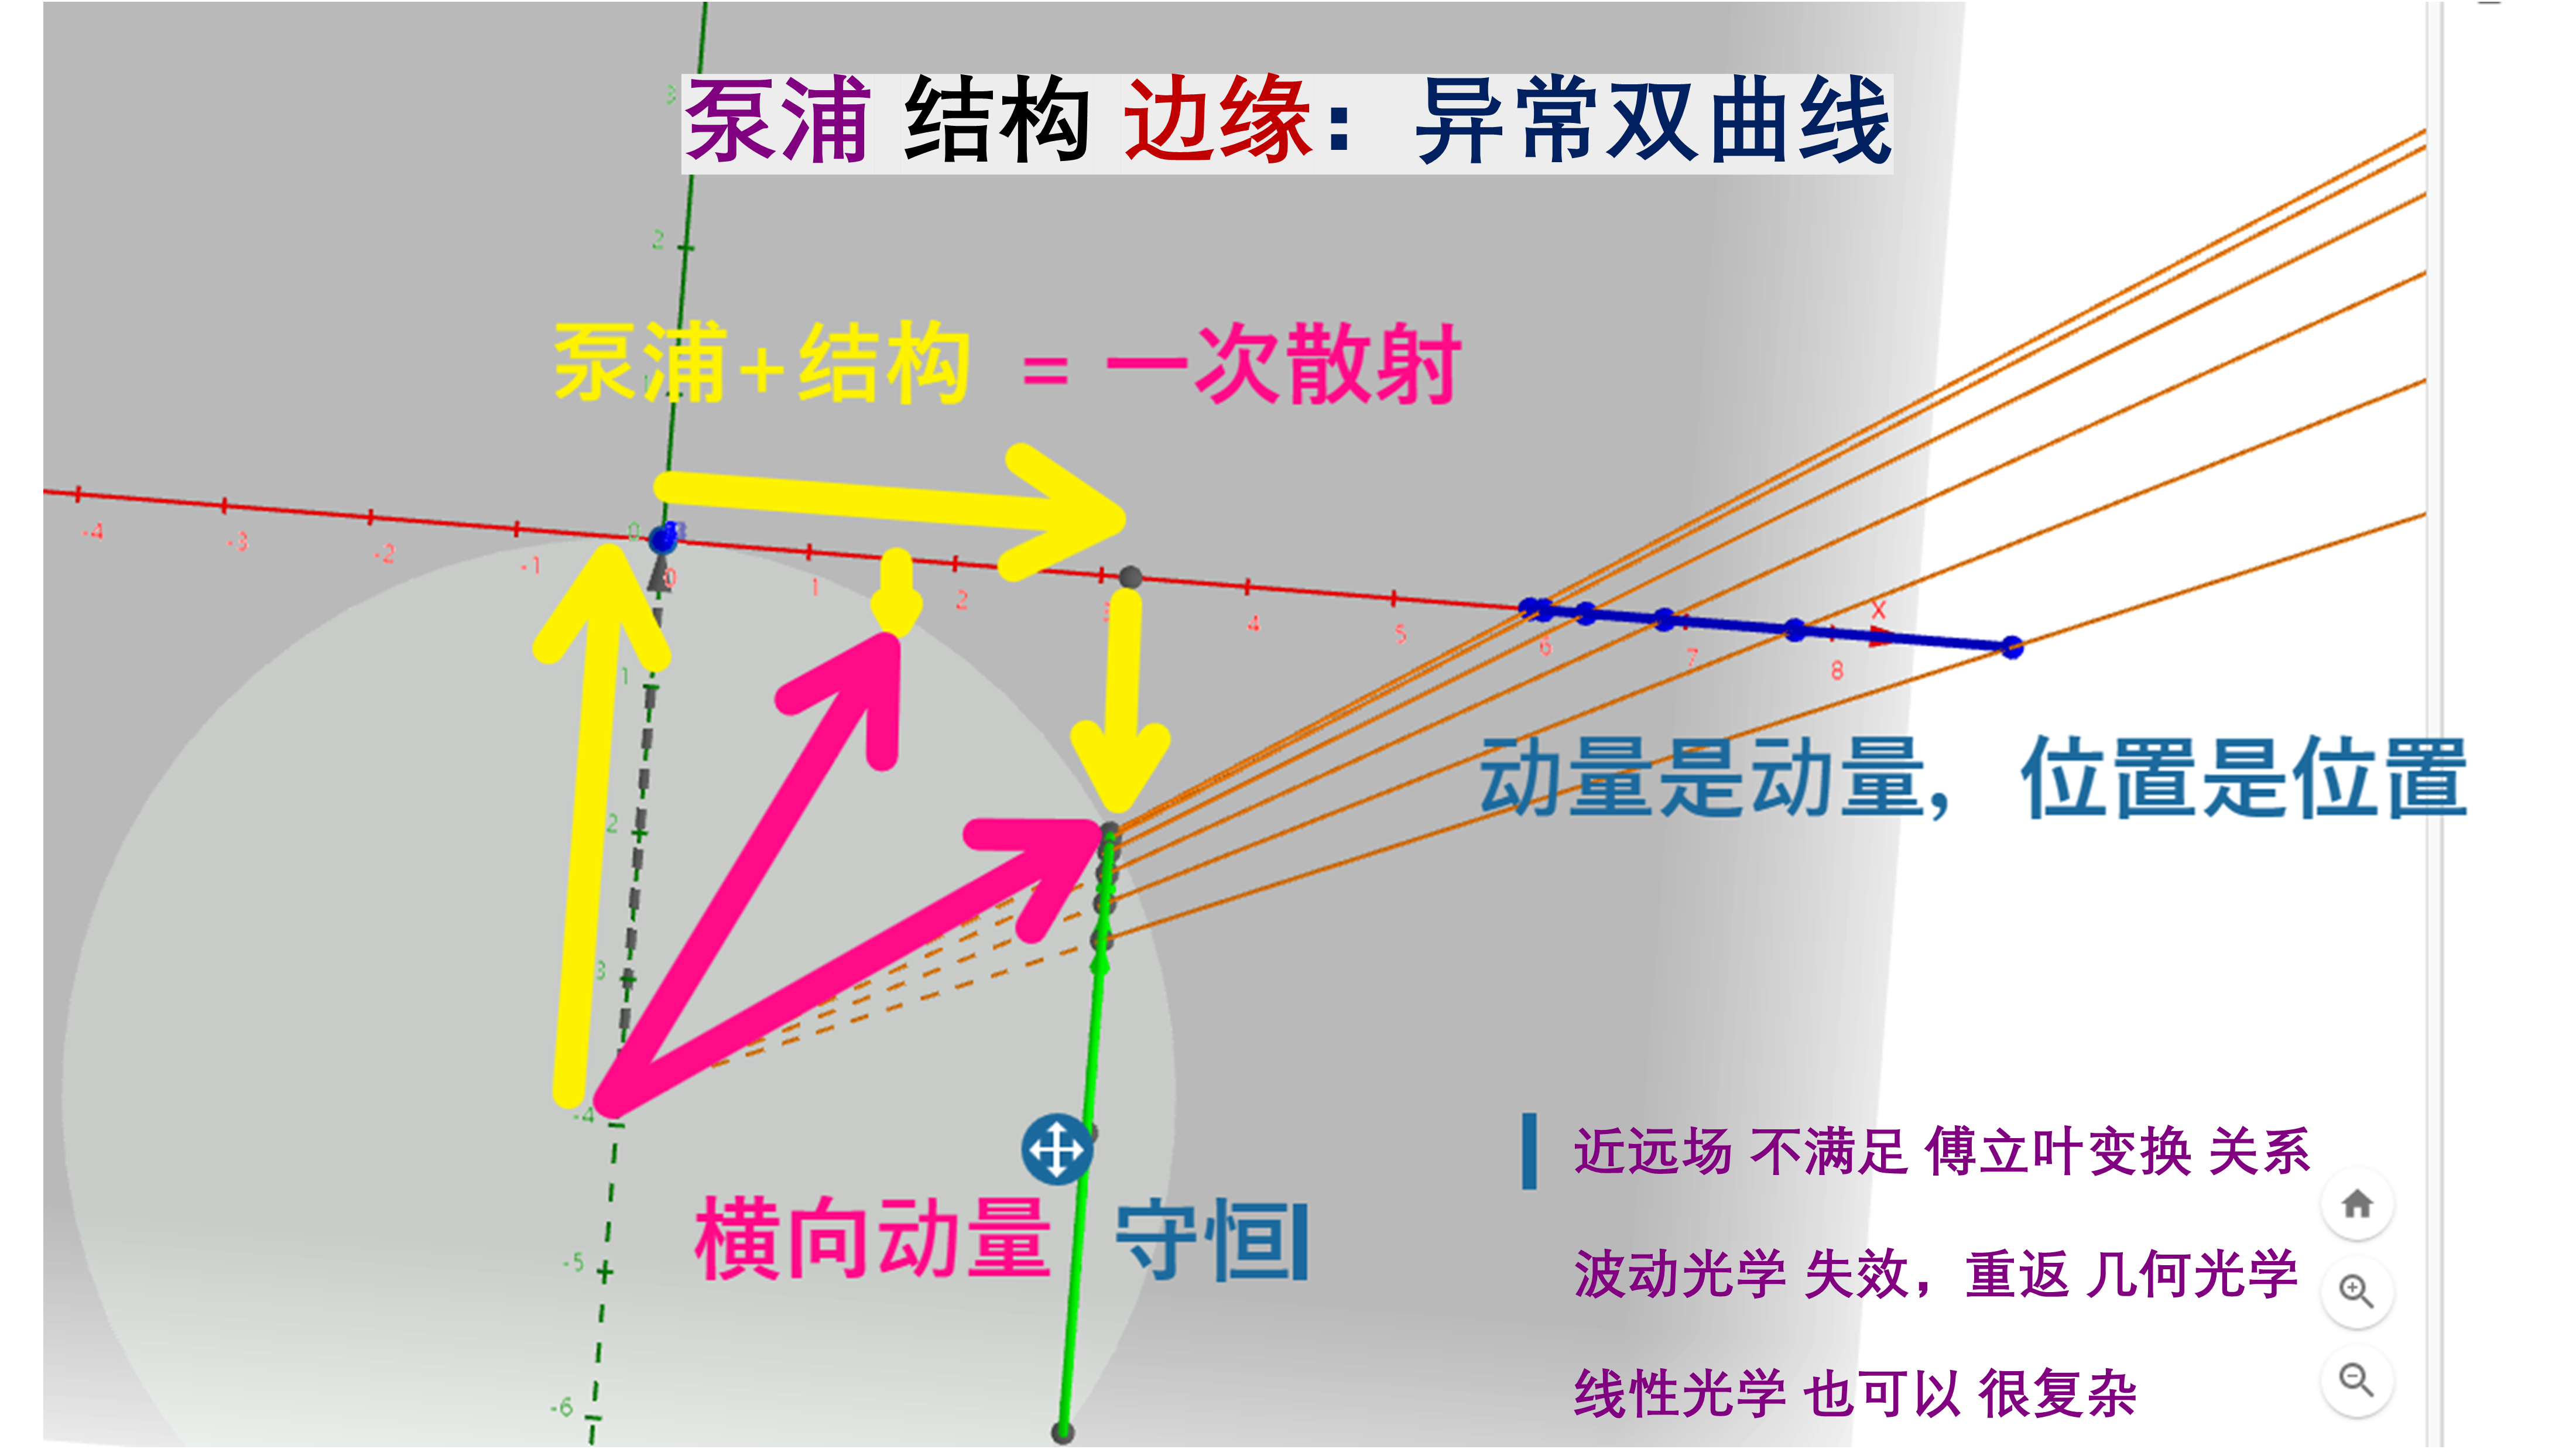 泵浦 结构 边缘：异常双曲线
泵浦+结构 = 一次散射
动量是动量，位置是位置
横向动量 守恒
近远场 不满足 傅立叶变换 关系
波动光学 失效，重返 几何光学
线性光学 也可以 很复杂
3
2
-4 -3 -2 -1 0 0 1 2 3 4 5 6 7 8 X
1
2
3
-4
-5
-6